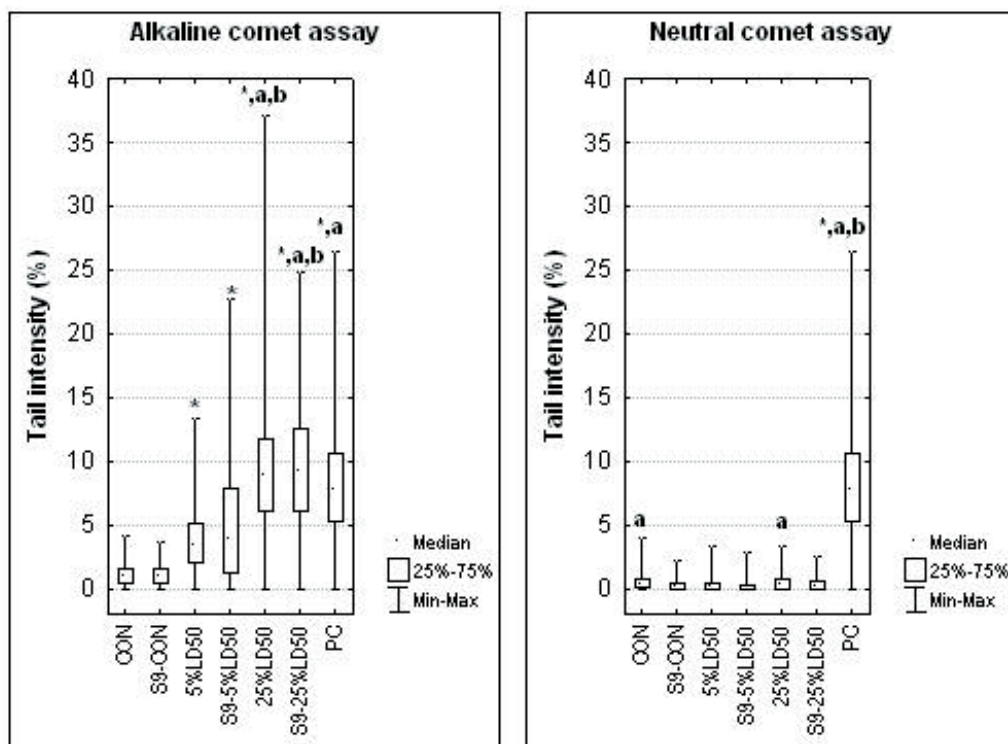 Alkaline comet assay
Tail intensity (%)
40
35
30
25
20
15
10
5
0
*
*
*,a,b
*,a,b
*,a
CON
S9-CON
5%LD50
S9-5%LD50
25%LD50
S9-25%LD50
PC
Median
25%-75%
Min-Max
Neutral comet assay
Tail intensity (%)
40
35
30
25
20
15
10
5
0
a
a
*,a,b
CON
S9-CON
5%LD50
S9-5%LD50
25%LD50
S9-25%LD50
PC
Median
25%-75%
Min-Max